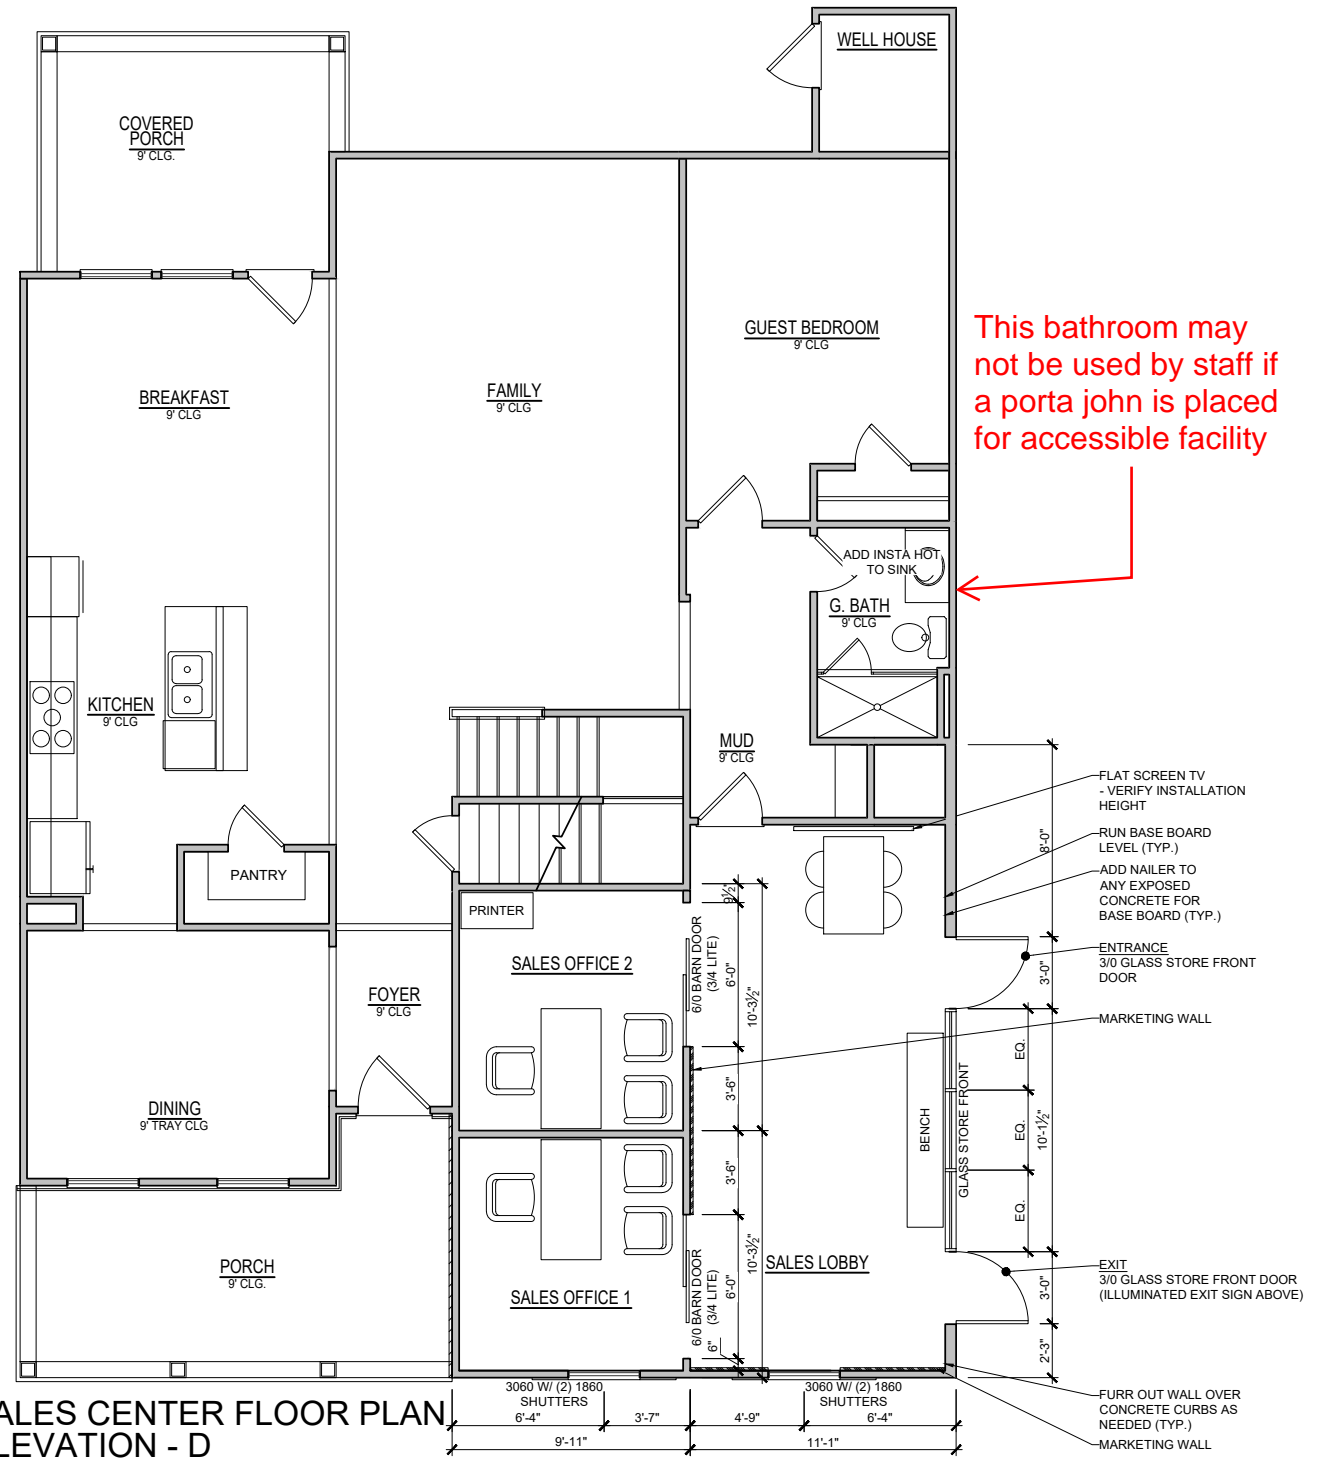 WELL HOUSE
COVERED
PORCH
9' CLG.
This bathroom may
not be used by staff if
a porta john is placed
for accessible facility
GUEST BEDROOM
9' CLG
BREAKFAST
9' CLG
FAMILY
9' CLG
ADD INSTA HOT
TO SINK
G. BATH
9' CLG
KITCHEN
9' CLG
MUD
9' CLG
FLAT SCREEN TV
- VERIFY INSTALLATION
HEIGHT
RUN BASE BOARD
LEVEL (TYP.)
8'-0"
ADD NAILER TO
ANY EXPOSED
CONCRETE FOR
BASE BOARD (TYP.)
PANTRY
PRINTER
9½"
SALES OFFICE 2
6/0 BARN DOOR
(3/4 LITE)
6'-0"
10'-3½"
ENTRANCE
3/0 GLASS STORE FRONT
DOOR
3'-0"
FOYER
9' CLG
MARKETING WALL
EQ.
3'-6"
DINING
9' TRAY CLG
BENCH
GLASS STORE FRONT
EQ.
10'-1½"
3'-6"
EQ.
PORCH
9' CLG.
SALES OFFICE 1
6/0 BARN DOOR
(3/4 LITE)
6'-0"
10'-3½"
6"
SALES LOBBY
EXIT
3/0 GLASS STORE FRONT DOOR
(ILLUMINATED EXIT SIGN ABOVE)
3'-0"
2'-3"
3060 W/ (2) 1860
SHUTTERS
3060 W/ (2) 1860
SHUTTERS
FURR OUT WALL OVER
CONCRETE CURBS AS
NEEDED (TYP.)
MARKETING WALL
6'-4"
3'-7"
4'-9"
6'-4"
9'-11"
11'-1"
ALES CENTER FLOOR PLAN
LEVATION - D